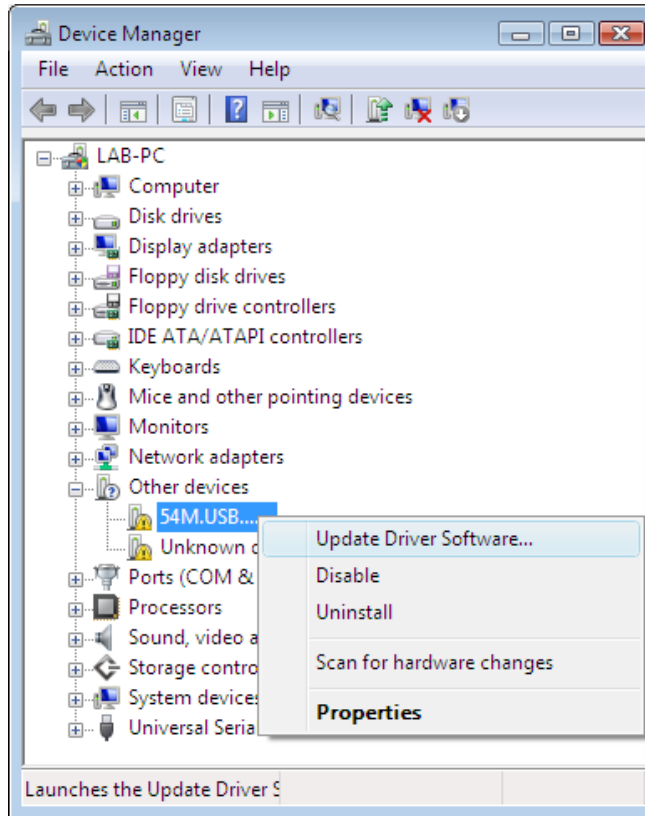 Device Manager
File Action View Help
LAB-PC
Computer
Disk drives
Display adapters
Floppy disk drives
Floppy drive controllers
IDE ATA/ATAPI controllers
Keyboards
Mice and other pointing devices
Monitors
Network adapters
Other devices
54M.USB....
Unknown
Ports (COM &
Processors
Sound, video a
Storage contro
System devices
Universal Seria
Update Driver Software...
Disable
Uninstall
Scan for hardware changes
Properties
Launches the Update Driver S